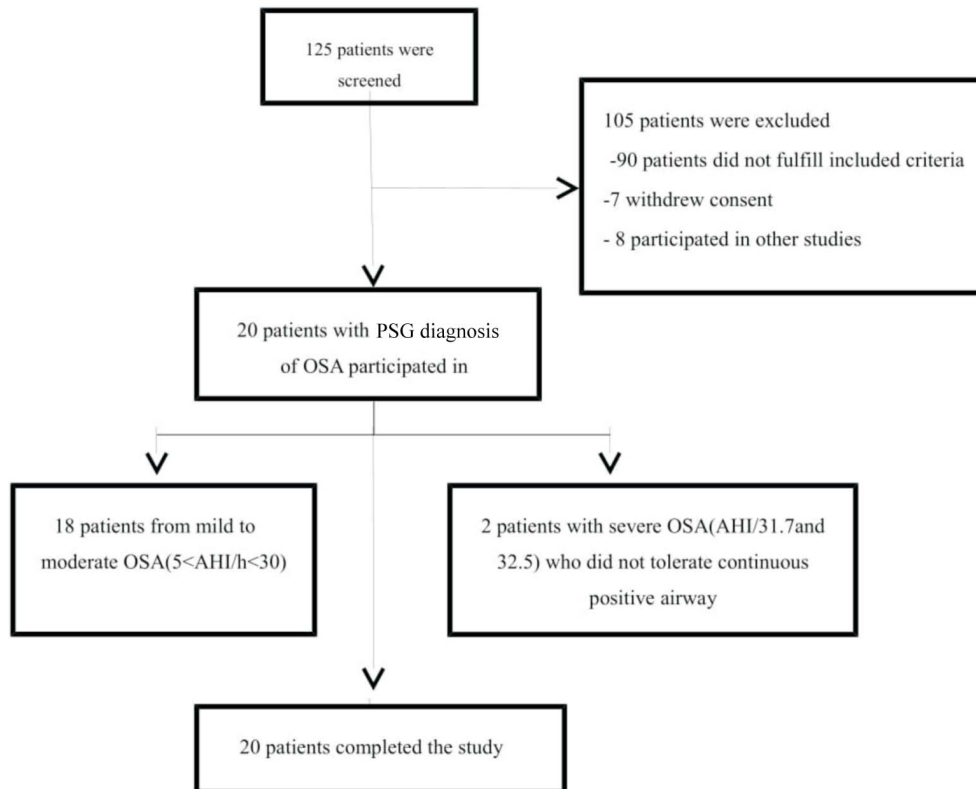 125 patients were
screened
105 patients were excluded
-90 patients did not fulfill included criteria
-7 withdrew consent
- 8 participated in other studies
20 patients with PSG diagnosis
of OSA participated in
18 patients from mild to
moderate OSA(5<AHI/h<30)
2 patients with severe OSA(AHI/31.7and
32.5) who did not tolerate continuous
positive airway
20 patients completed the study